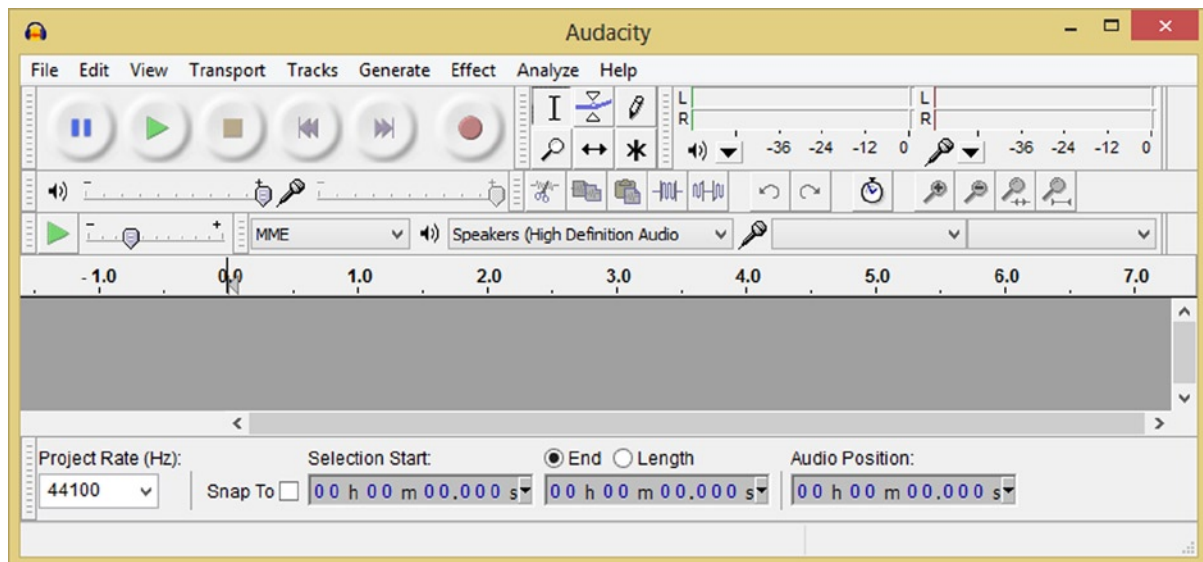 Audacity
File Edit View Transport Tracks Generate Effect Analyze Help
L L
R R
-36 -24 -12 0 -36 -24 -12 0
MME Speakers (High Definition Audio
- 1.0 0.0 1.0 2.0 3.0 4.0 5.0 6.0 7.0
Project Rate (Hz): Selection Start: End Length Audio Position:
44100 Snap To 00 h 00 m 00.000 s 00 h 00 m 00.000 s 00 h 00 m 00.000 s